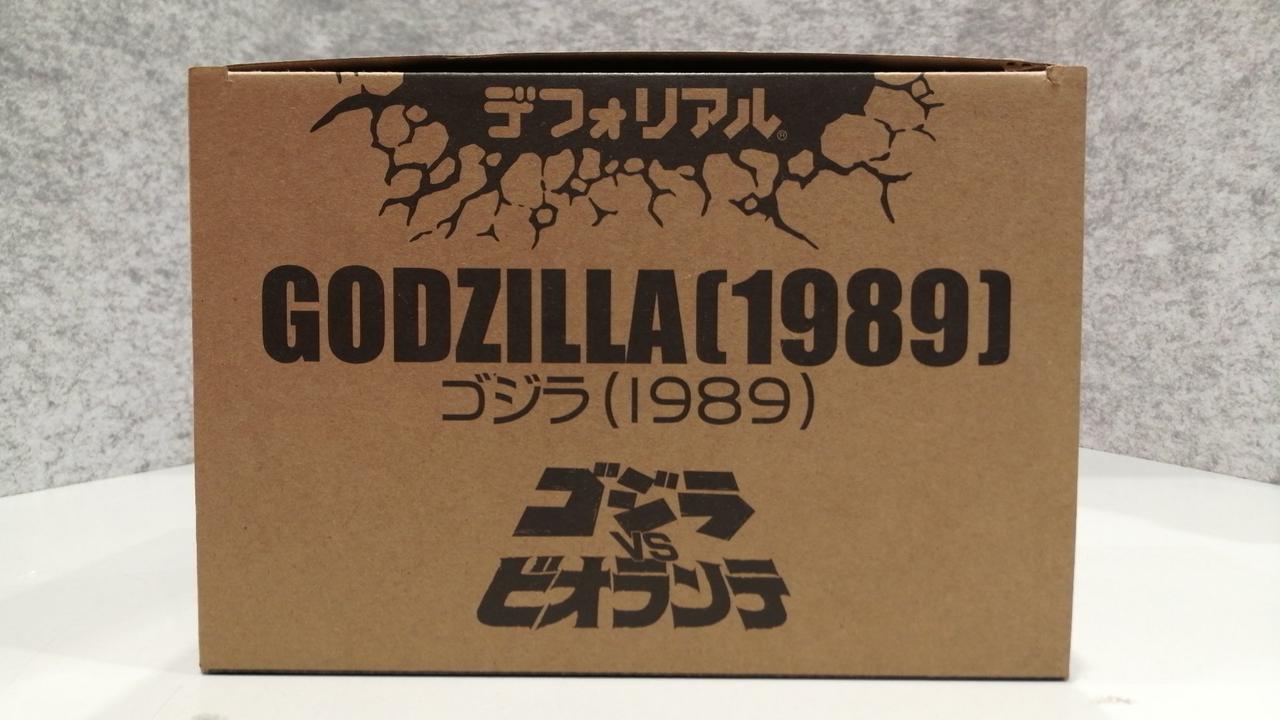 デフォリアル®
GODZILLA(1989)
ゴジラ(1989)
ゴジラ
VS
ビオランテ